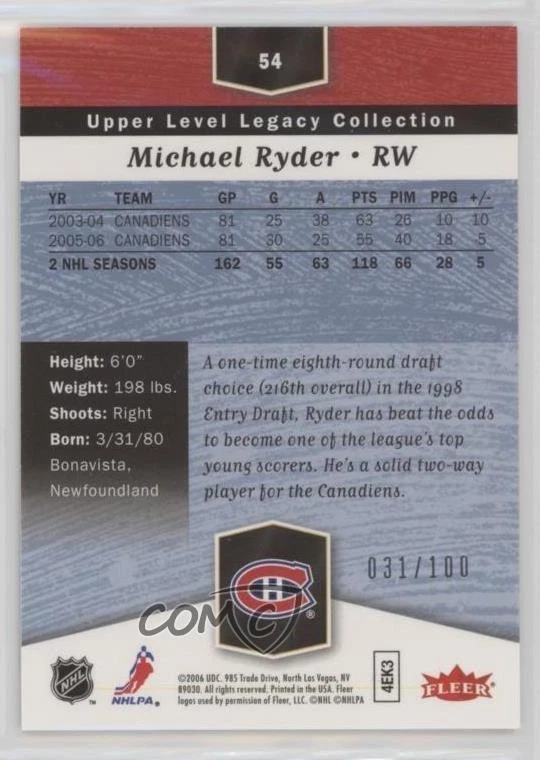 54
Upper Level Legacy Collection
Michael Ryder • RW
YR TEAM GP G A PTS PIM PPG +/-
2003-04 CANADIENS 81 25 38 63 26 10 10
2005-06 CANADIENS 81 30 25 55 40 18 -5
2 NHL SEASONS 162 55 63 118 66 28 5
Height: 6'0"
Weight: 198 lbs.
Shoots: Right
Born: 3/31/80
Bonavista,
Newfoundland
A one-time eighth-round draft
choice (216th overall) in the 1998
Entry Draft, Ryder has beat the odds
to become one of the league's top
young scorers. He's a solid two-way
player for the Canadiens.
031/100
COMC
®
NHL
™
NHLPA®
©2006 UDC. 985 Trade Drive, North Las Vegas, NV
89030. All rights reserved. Printed in the USA. Fleer
logos used by permission of Fleer, LLC. ©NHL ©NHLPA
4EK3
FLEER